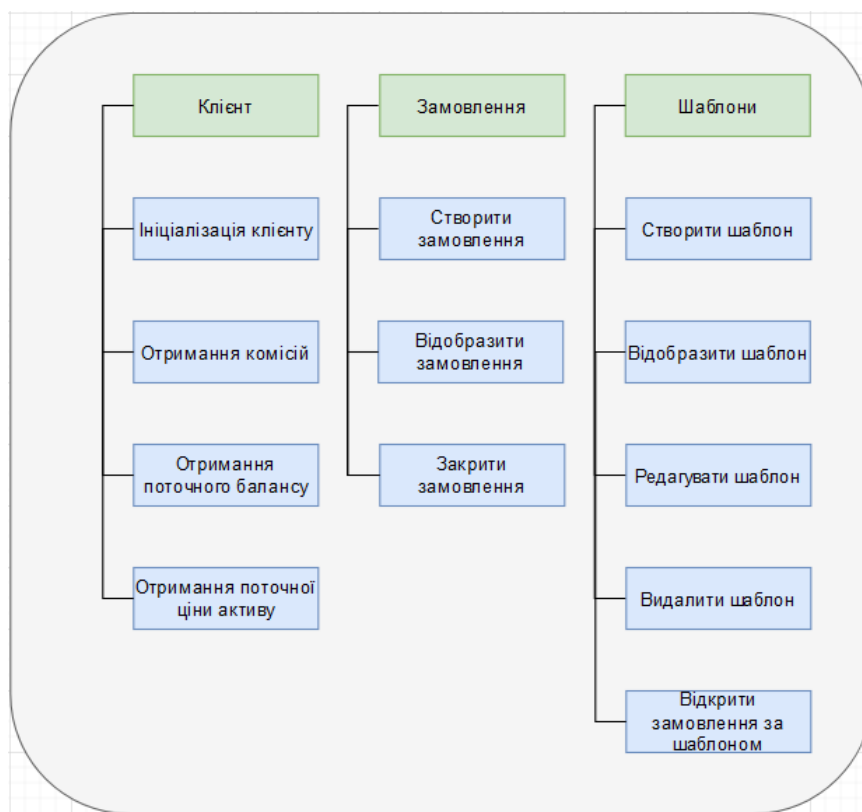 Клієнт
Ініціалізація клієнту
Отримання комісій
Отримання
поточного балансу
Отримання поточної
ціни активу
Замовлення
Створити
замовлення
Відобразити
замовлення
Закрити
замовлення
Шаблони
Створити шаблон
Відобразити шаблон
Редагувати шаблон
Видалити шаблон
Відкрити
замовлення за
шаблоном